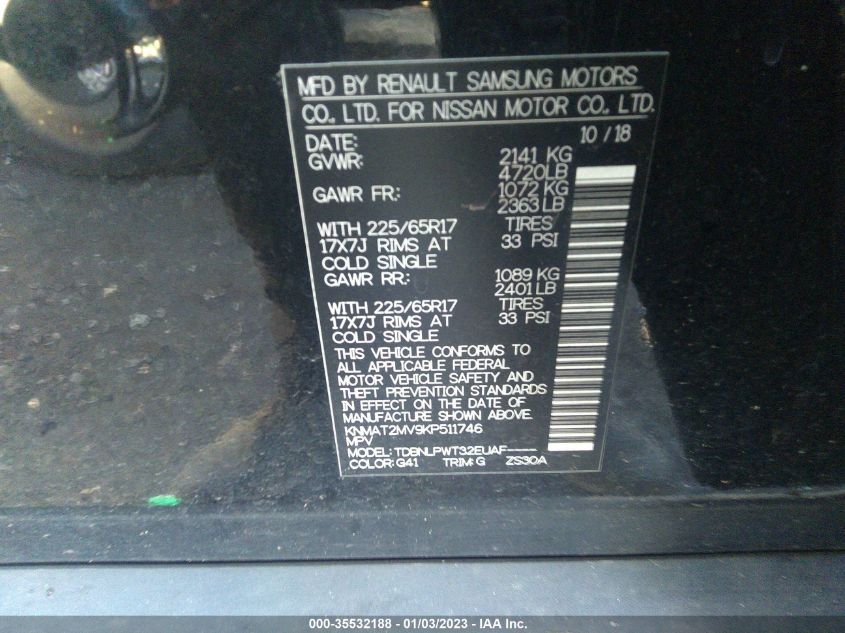 MFD BY RENAULT SAMSUNG MOTORS
CO., LTD. FOR NISSAN MOTOR CO., LTD.
DATE: 10 / 18
GVWR: 2141 KG
4720LB
GAWR FR.: 1072 KG
2363 LB
WITH 225/65R17 TIRES
17X7J RIMS AT 33 PSI
COLD SINGLE
GAWR RR.: 1089 KG
2401 LB
WITH 225/65R17 TIRES
17X7J RIMS AT 33 PSI
COLD SINGLE
THIS VEHICLE CONFORMS TO
ALL APPLICABLE FEDERAL
MOTOR VEHICLE SAFETY AND
THEFT PREVENTION STANDARDS
IN EFFECT ON THE DATE OF
MANUFACTURE SHOWN ABOVE.
KNMAT2MV9KP511746
MPV
MODEL: TDBNLPWT32EUAF-----
COLOR: G41 TRIM: G ZS30A
000-35532188 - 01/03/2023 - IAA Inc.